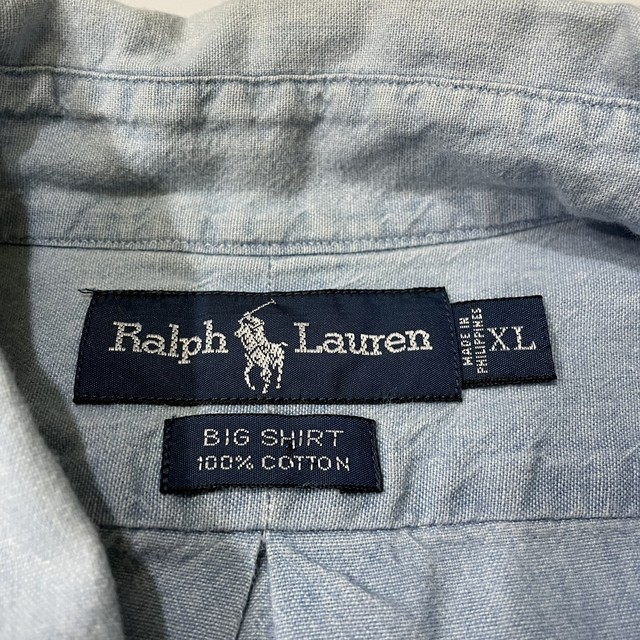 Ralph Lauren
MADE IN
PHILIPPINES
XL
BIG SHIRT
100% COTTON